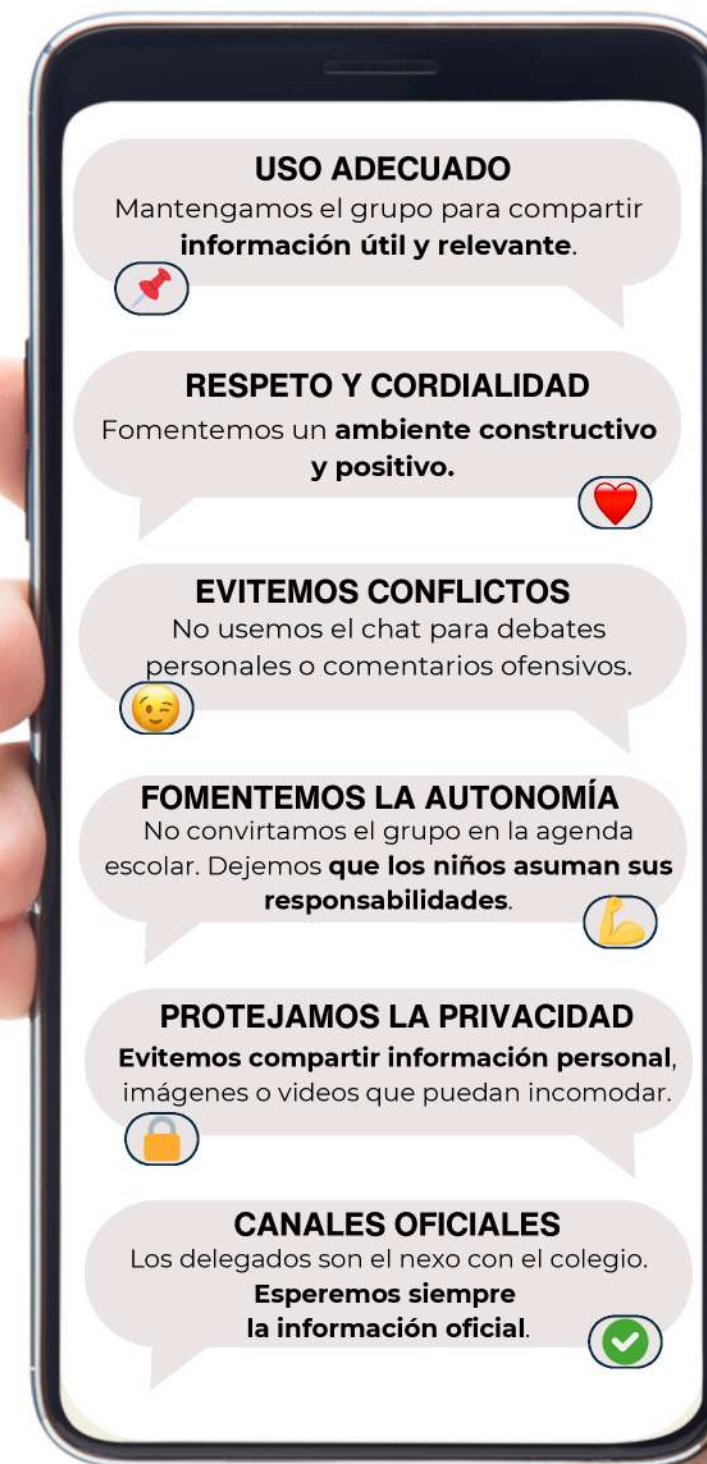 USO ADECUADO
Mantengamos el grupo para compartir
información útil y relevante.
RESPETO Y CORDIALIDAD
Fomentemos un ambiente constructivo
y positivo.
EVITEMOS CONFLICTOS
No usemos el chat para debates
personales o comentarios ofensivos.
FOMENTEMOS LA AUTONOMÍA
No convirtamos el grupo en la agenda
escolar. Dejemos que los niños asuman sus
responsabilidades.
PROTEJAMOS LA PRIVACIDAD
Evitemos compartir información personal,
imágenes o videos que puedan incomodar.
CANALES OFICIALES
Los delegados son el nexo con el colegio.
Esperemos siempre
la información oficial.